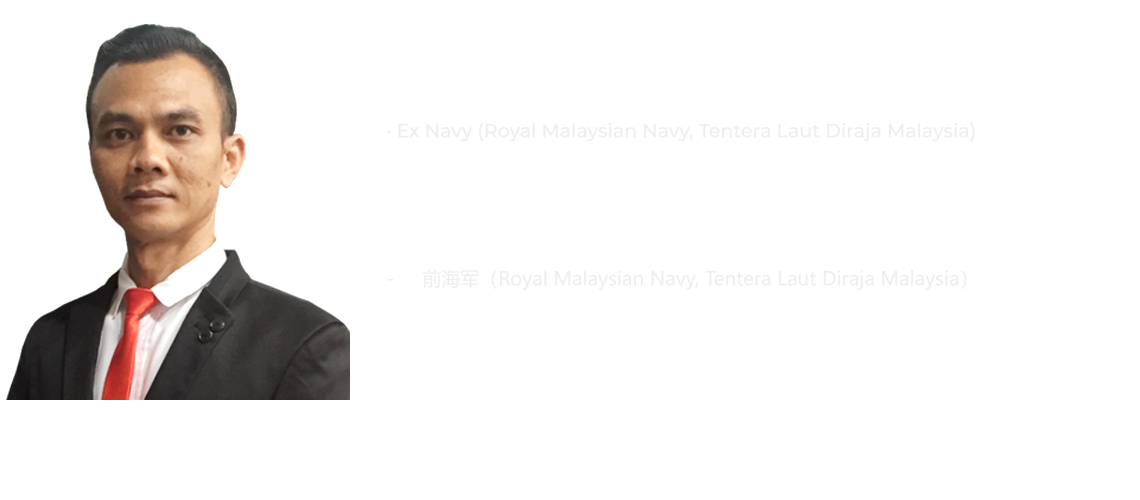 · Ex Navy (Royal Malaysian Navy, Tentera Laut Diraja Malaysia)
- 前海军（Royal Malaysian Navy, Tentera Laut Diraja Malaysia）